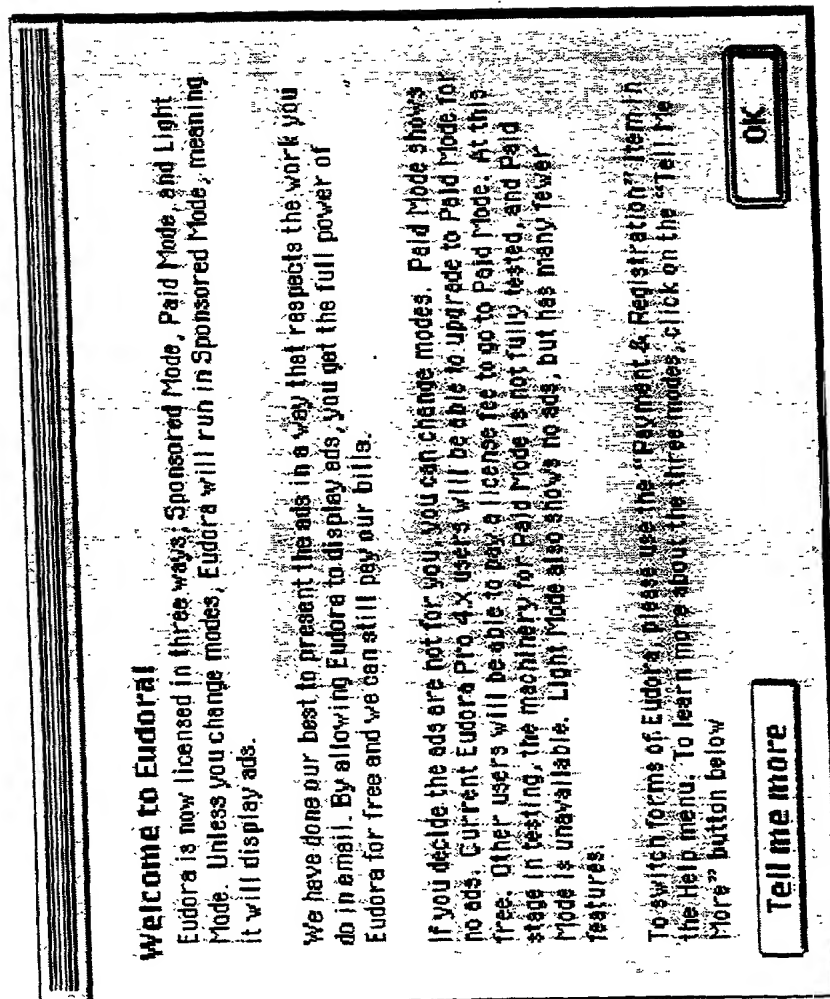 Welcome to Eudora!
Eudora is now licensed in three ways; Sponsored Mode, Paid Mode, and Light
Mode. Unless you change modes, Eudora will run in Sponsored Mode, meaning
it will display ads.
We have done our best to present the ads in a way that respects the work you
do in email. By allowing Eudora to display ads, you get the full power of
Eudora for free and we can still pay our bills.
If you decide the ads are not for you, you can change modes. Paid Mode shows
no ads. Current Eudora Pro 4.x users will be able to upgrade to Paid Mode for
free. Other users will be able to pay a license fee to go to Paid Mode. At this
stage in testing, the machinery for Paid Mode is not fully tested, and Paid
Mode is unavailable. Light Mode also shows no ads, but has many fewer
features.
To switch forms of Eudora, please use the "Payment & Registration" item in
the Help menu. To learn more about the three modes, click on the "Tell Me
More" button below
Tell me more
OK